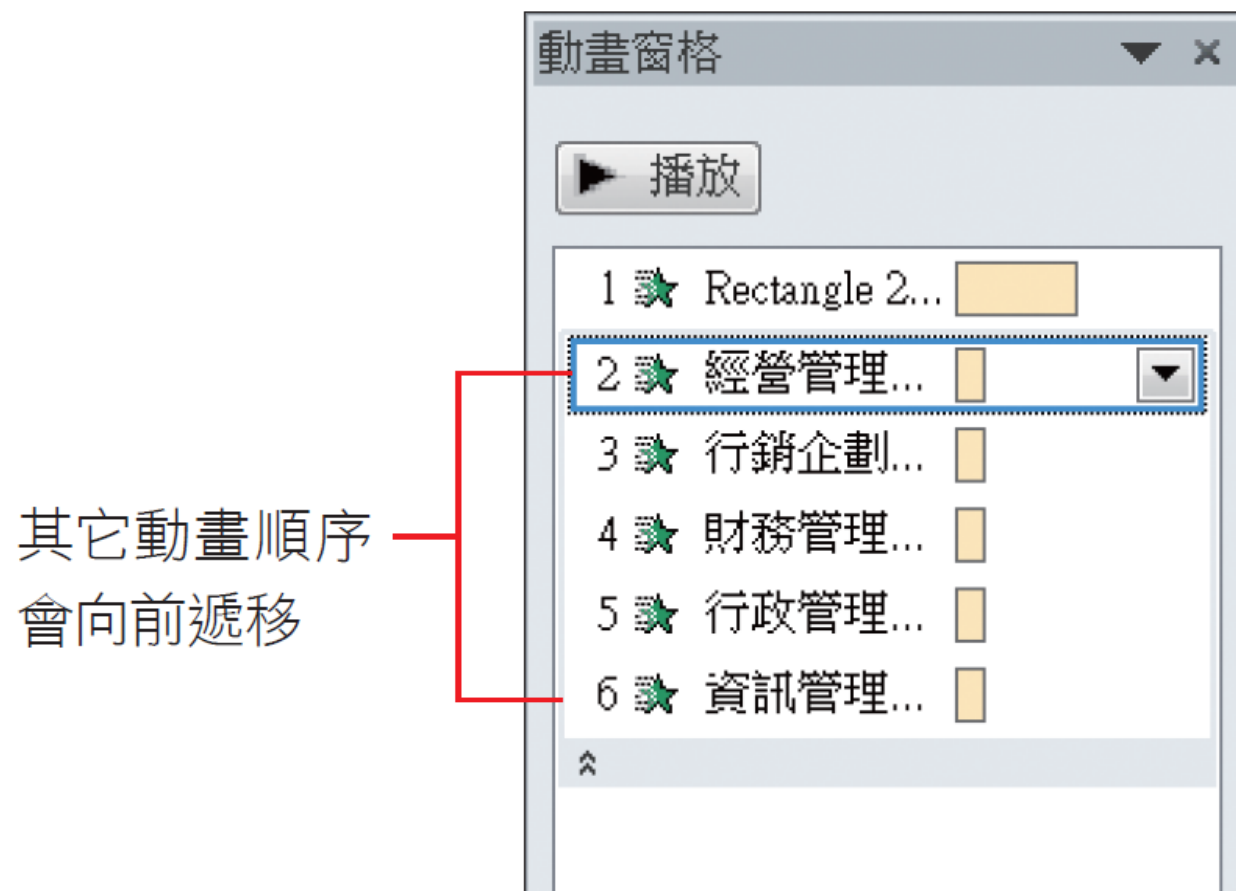 動畫窗格
播放
1 Rectangle 2...
2 經營管理...
3 行銷企劃...
4 財務管理...
5 行政管理...
6 資訊管理...
其它動畫順序
會向前遞移